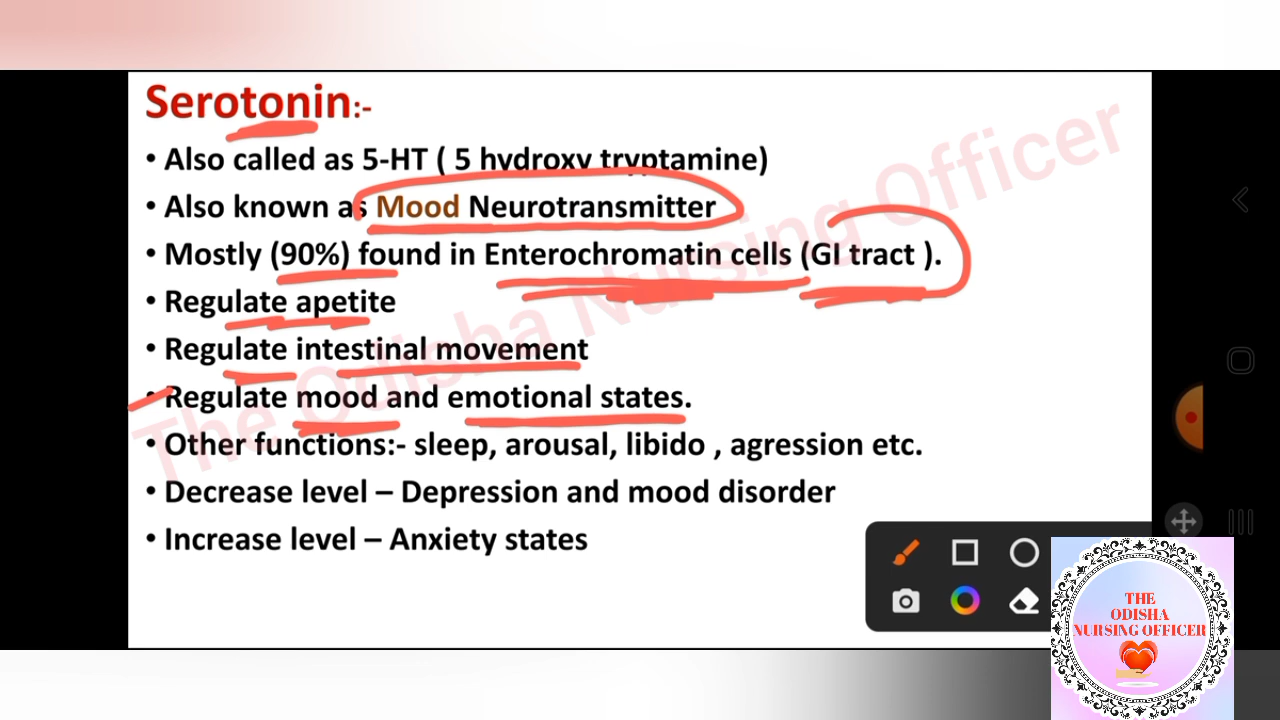 Serotonin:-
• Also called as 5-HT ( 5 hydroxy tryptamine)
• Also known as Mood Neurotransmitter
• Mostly (90%) found in Enterochromatin cells (GI tract ).
• Regulate apetite
• Regulate intestinal movement
• Regulate mood and emotional states.
• Other functions:- sleep, arousal, libido , agression etc.
• Decrease level – Depression and mood disorder
• Increase level – Anxiety states
The Odisha Nursing Officer
THE
ODISHA
NURSING OFFICER